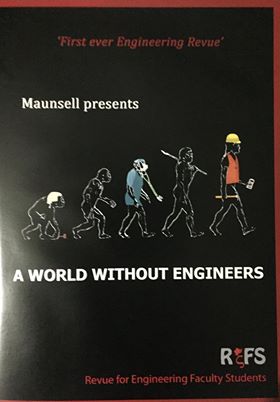 'First ever Engineering Revue'
Maunsell presents
A WORLD WITHOUT ENGINEERS
REFS
Revue for Engineering Faculty Students